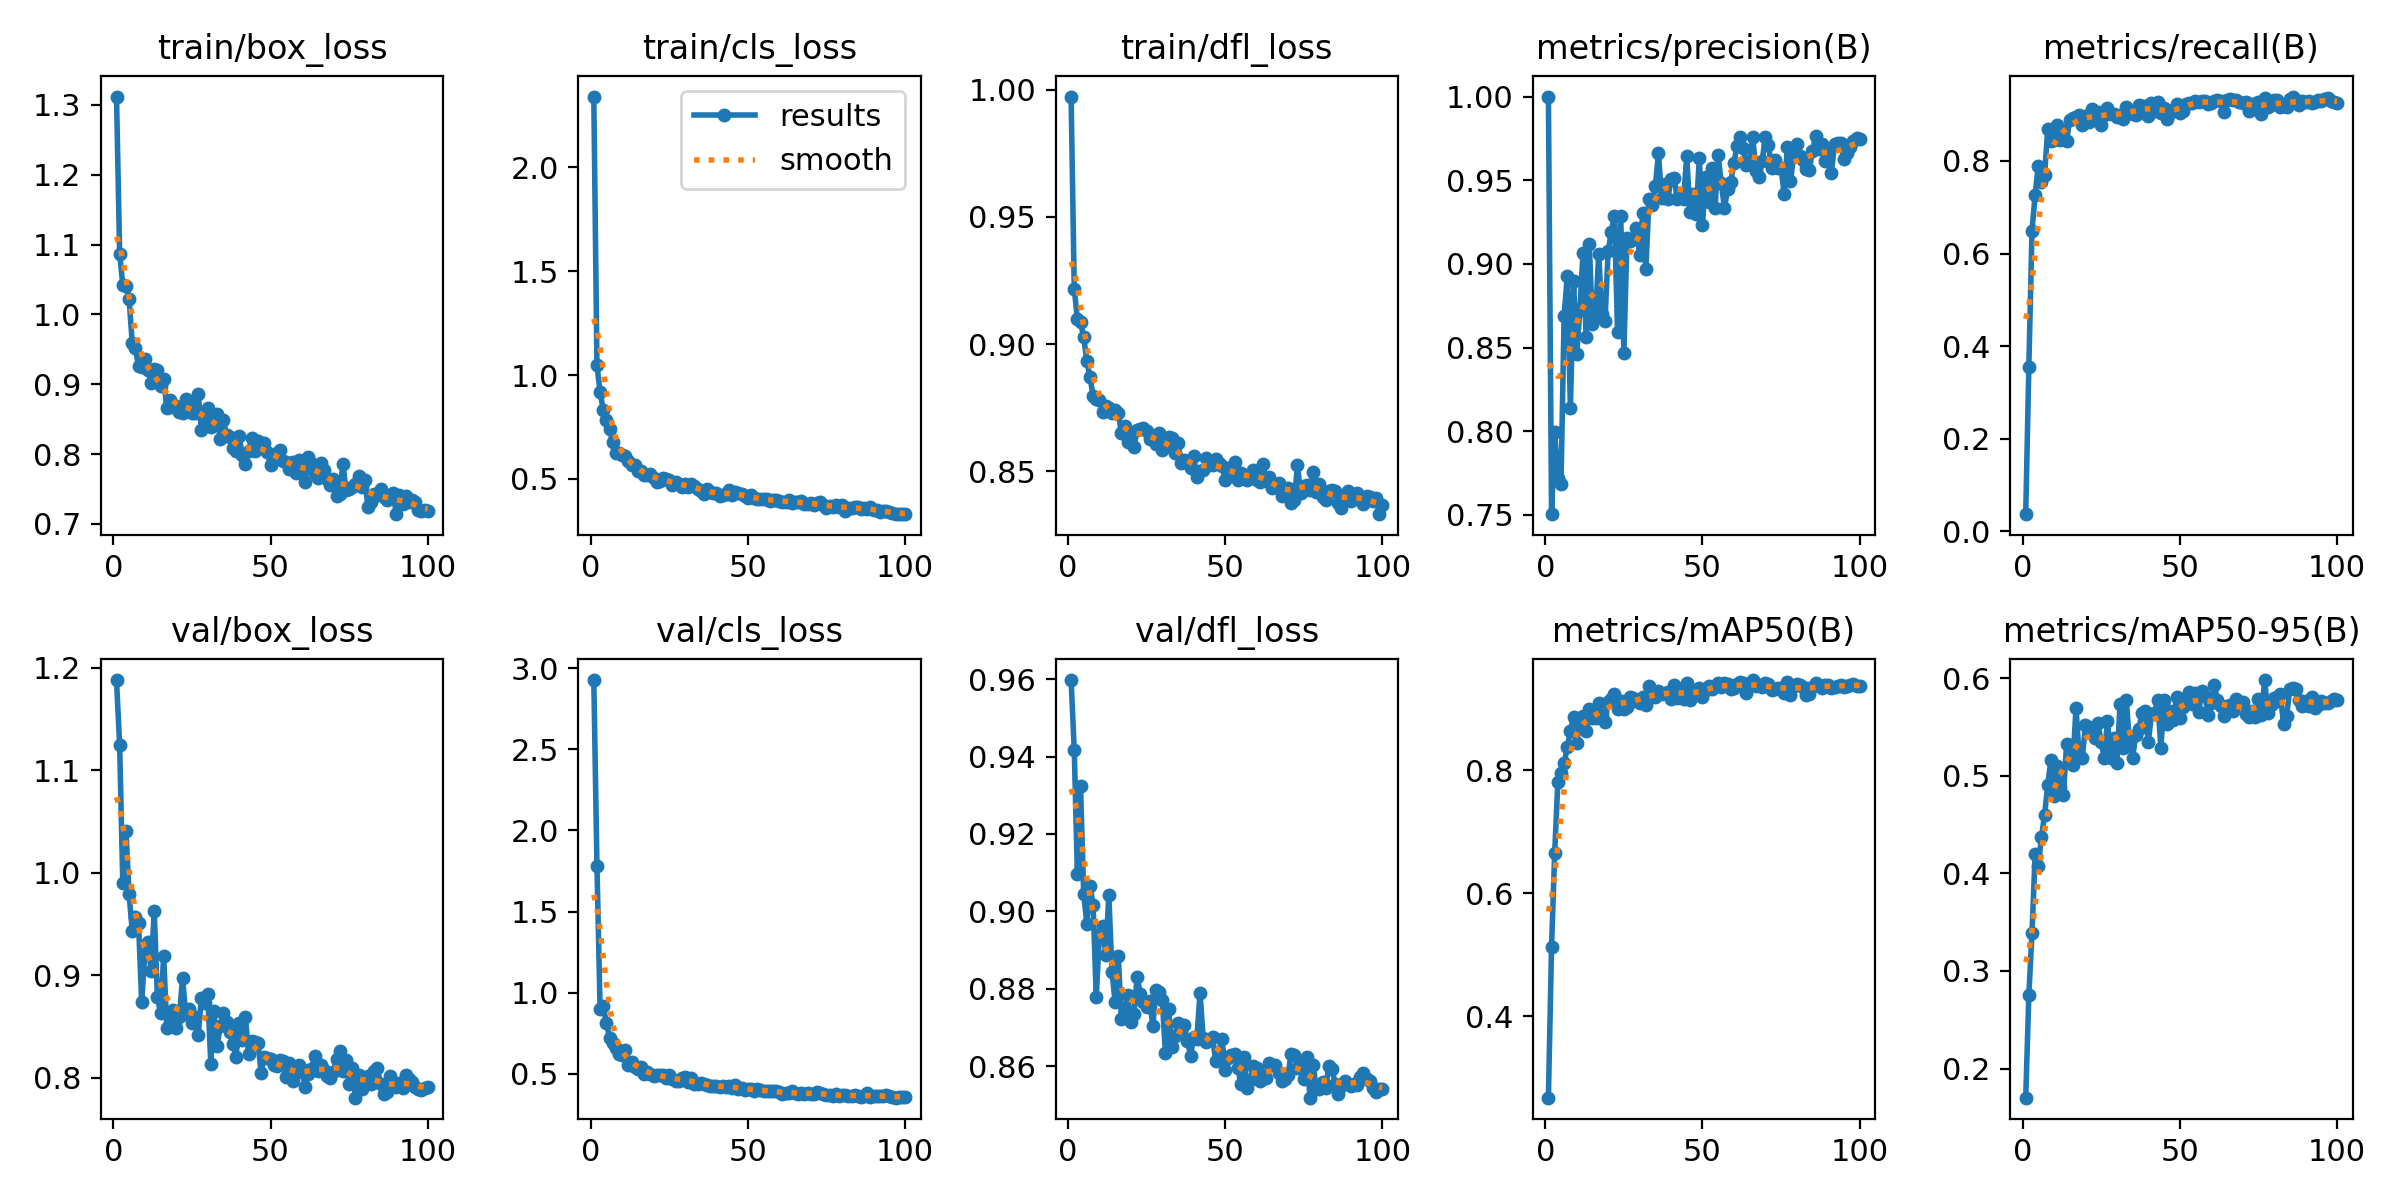 train/box_loss
1.3
1.2
1.1
1.0
0.9
0.8
0.7
0 50 100
train/cls_loss
results
smooth
2.0
1.5
1.0
0.5
0 50 100
train/dfl_loss
1.00
0.95
0.90
0.85
0 50 100
metrics/precision(B)
1.00
0.95
0.90
0.85
0.80
0.75
0 50 100
metrics/recall(B)
0.8
0.6
0.4
0.2
0.0
0 50 100
val/box_loss
1.2
1.1
1.0
0.9
0.8
0 50 100
val/cls_loss
3.0
2.5
2.0
1.5
1.0
0.5
0 50 100
val/dfl_loss
0.96
0.94
0.92
0.90
0.88
0.86
0 50 100
metrics/mAP50(B)
0.8
0.6
0.4
0 50 100
metrics/mAP50-95(B)
0.6
0.5
0.4
0.3
0.2
0 50 100